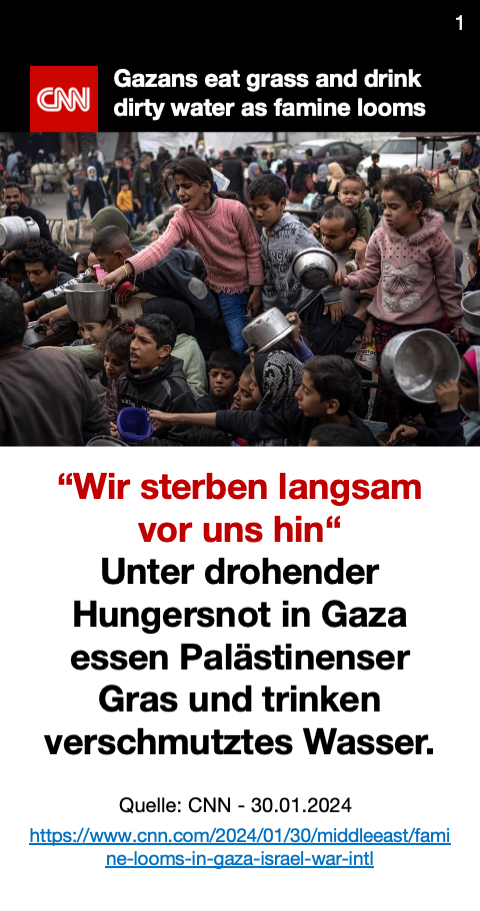 1
CNN
Gazans eat grass and drink
dirty water as famine looms
“Wir sterben langsam
vor uns hin“
Unter drohender
Hungersnot in Gaza
essen Palästinenser
Gras und trinken
verschmutztes Wasser.
Quelle: CNN - 30.01.2024
https://www.cnn.com/2024/01/30/middleeast/fami
ne-looms-in-gaza-israel-war-intl